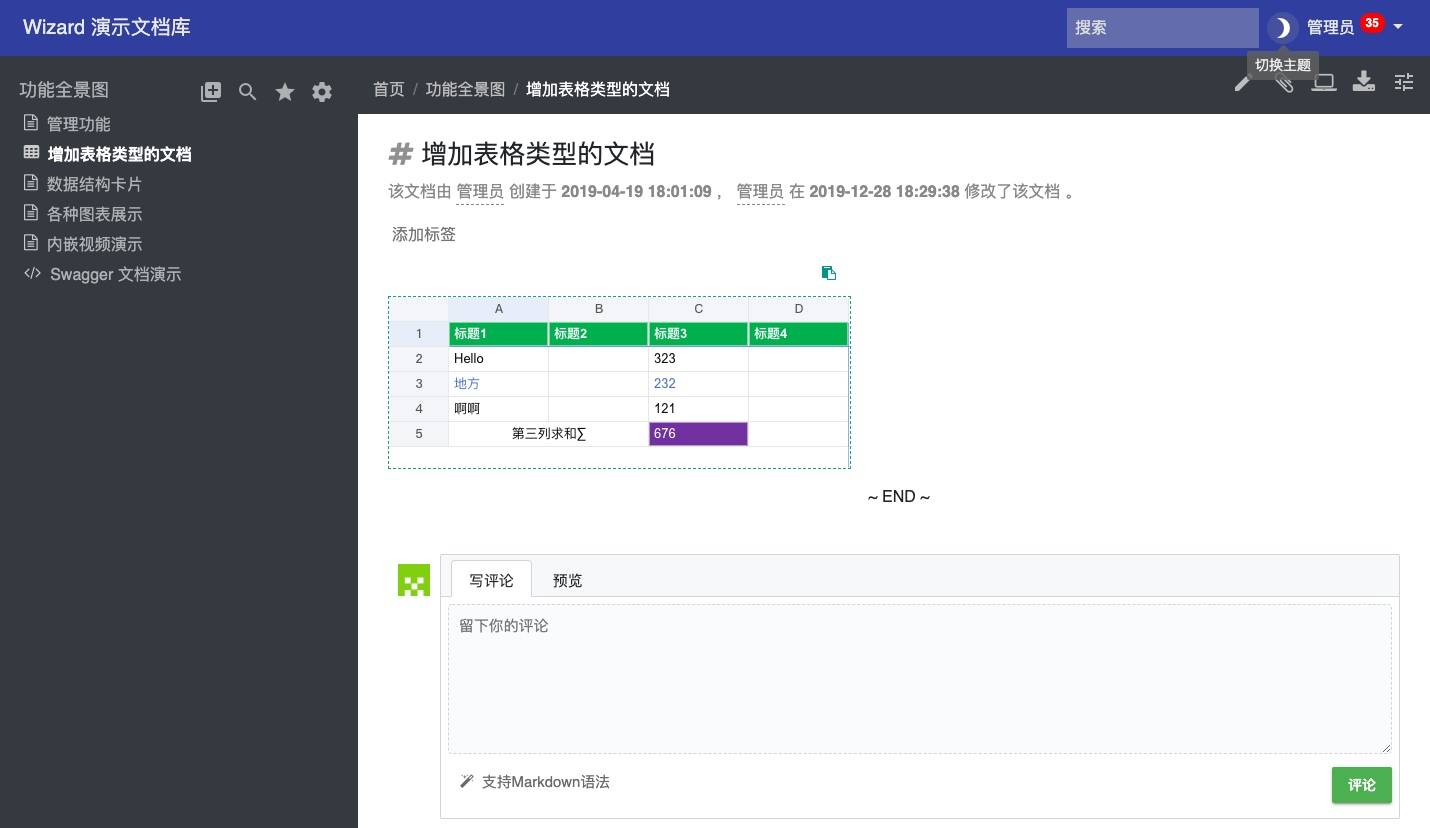 Wizard 演示文档库
搜索
管理员 35
切换主题
功能全景图
管理功能
增加表格类型的文档
数据结构卡片
各种图表展示
内嵌视频演示
Swagger 文档演示
首页 / 功能全景图 / 增加表格类型的文档
# 增加表格类型的文档
该文档由 管理员 创建于 2019-04-19 18:01:09 ， 管理员 在 2019-12-28 18:29:38 修改了该文档 。
添加标签
A B C D
1 标题1 标题2 标题3 标题4
2 Hello 323
3 地方 232
4 啊啊 121
5 第三列求和∑ 676
~ END ~
写评论 预览
留下你的评论
支持Markdown语法
评论